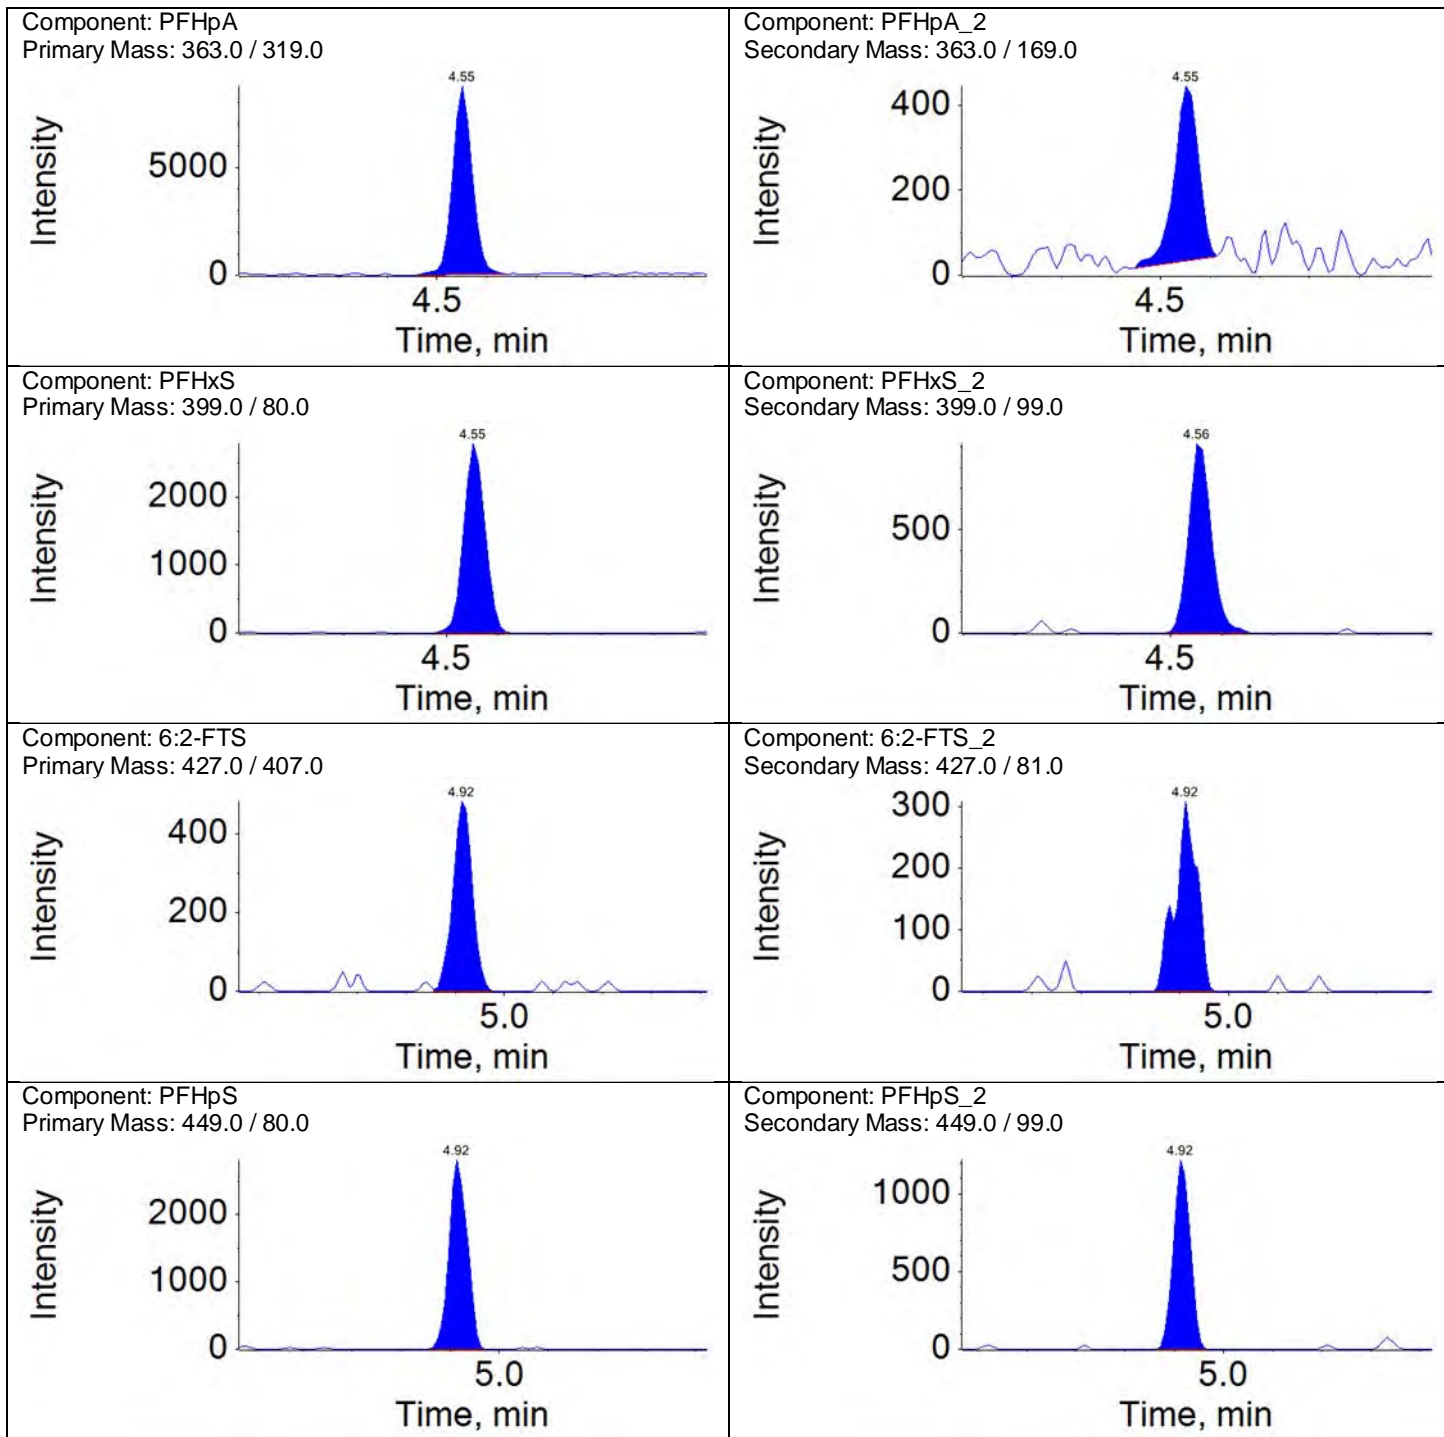 Component: PFHpA
Primary Mass: 363.0 / 319.0
4.55
Intensity
5000
0
4.5
Time, min
Component: PFHpA_2
Secondary Mass: 363.0 / 169.0
4.55
Intensity
400
200
0
4.5
Time, min
Component: PFHxS
Primary Mass: 399.0 / 80.0
4.55
Intensity
2000
1000
0
4.5
Time, min
Component: PFHxS_2
Secondary Mass: 399.0 / 99.0
4.56
Intensity
500
0
4.5
Time, min
Component: 6:2-FTS
Primary Mass: 427.0 / 407.0
4.92
Intensity
400
200
0
5.0
Time, min
Component: 6:2-FTS_2
Secondary Mass: 427.0 / 81.0
4.92
Intensity
300
200
100
0
5.0
Time, min
Component: PFHpS
Primary Mass: 449.0 / 80.0
4.92
Intensity
2000
1000
0
5.0
Time, min
Component: PFHpS_2
Secondary Mass: 449.0 / 99.0
4.92
Intensity
1000
500
0
5.0
Time, min